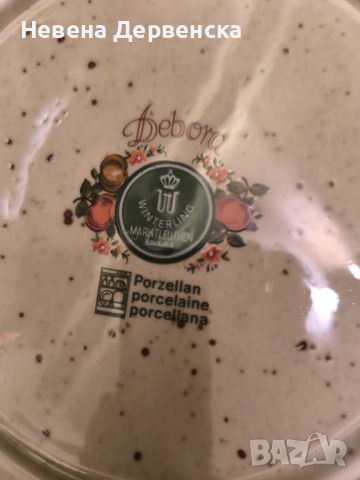 Невена Дервенска
Debora
W
WINTERLING
MARKTLEUTHEN
Bavaria
Porzellan
porcelaine
porcellana
BAZAR